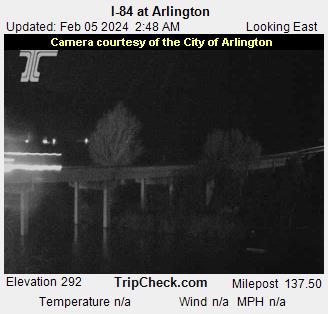 I-84 at Arlington
Updated: Feb 05 2024 2:48 AM Looking East
Camera courtesy of the City of Arlington
Elevation 292 TripCheck.com Milepost 137.50
Temperature n/a Wind n/a MPH n/a